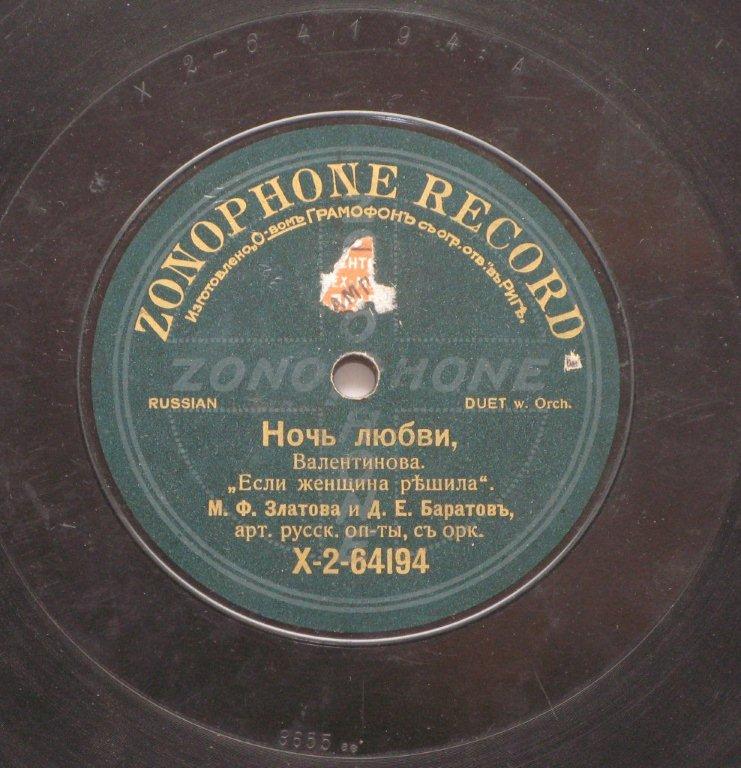 X-2-64194
ZONOPHONE RECORD
Изготовлено „О-вомъ ГРАМОФОНЪ съ огр. отв.“ въ Ригѣ.
AMP
ZONOPHONE
RUSSIAN
DUET w. Orch.
Ночь любви,
Валентинова.
„Если женщина рѣшила“.
М. Ф. Златова и Д. Е. Баратовъ,
арт. русск. оп-ты, съ орк.
X-2-64194